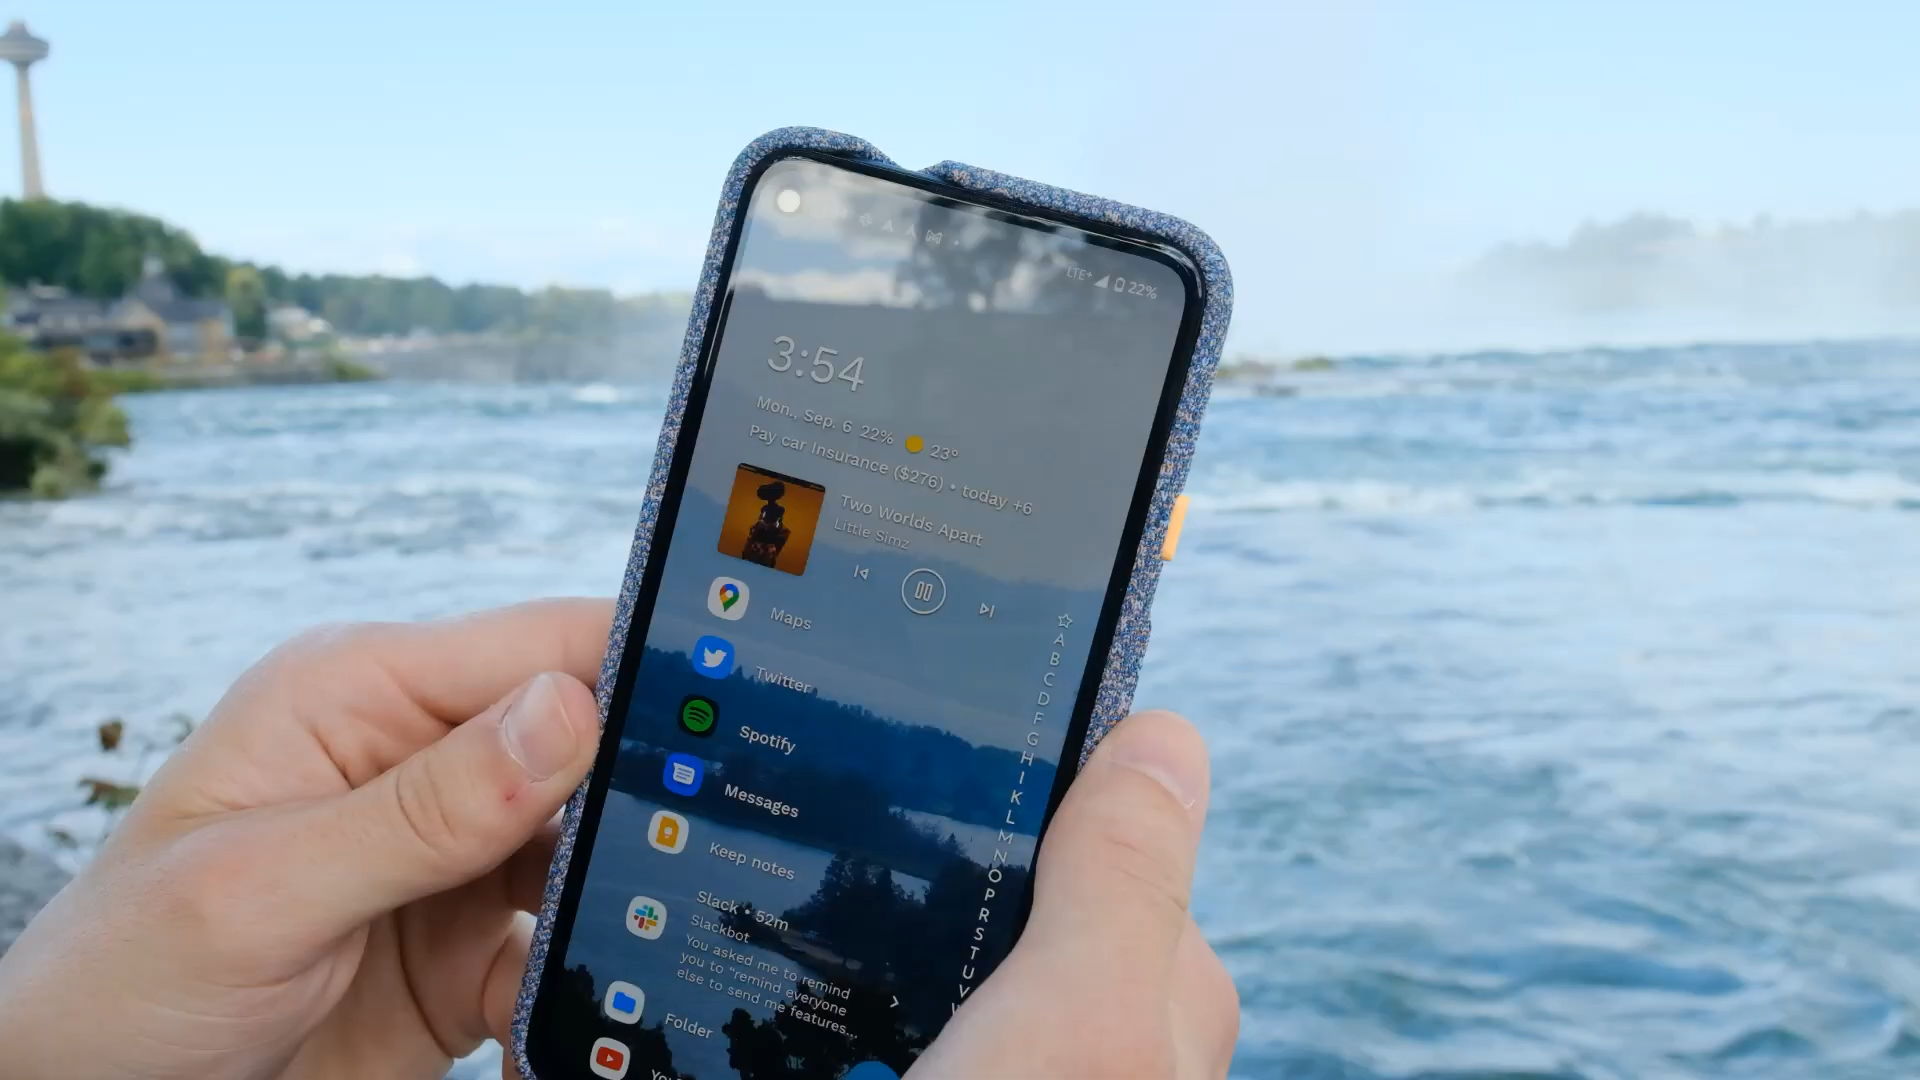 LTE+ 22%
3:54
Mon., Sep. 6 22% 23°
Pay car Insurance ($276) • today +6
Two Worlds Apart
Little Simz
Maps
Twitter
Spotify
Messages
Keep notes
Slack • 52m
Slackbot
You asked me to remind
you to "remind everyone
else to send me features...
Folder
A
B
C
D
F
G
H
I
K
L
M
N
O
P
R
S
T
U
V